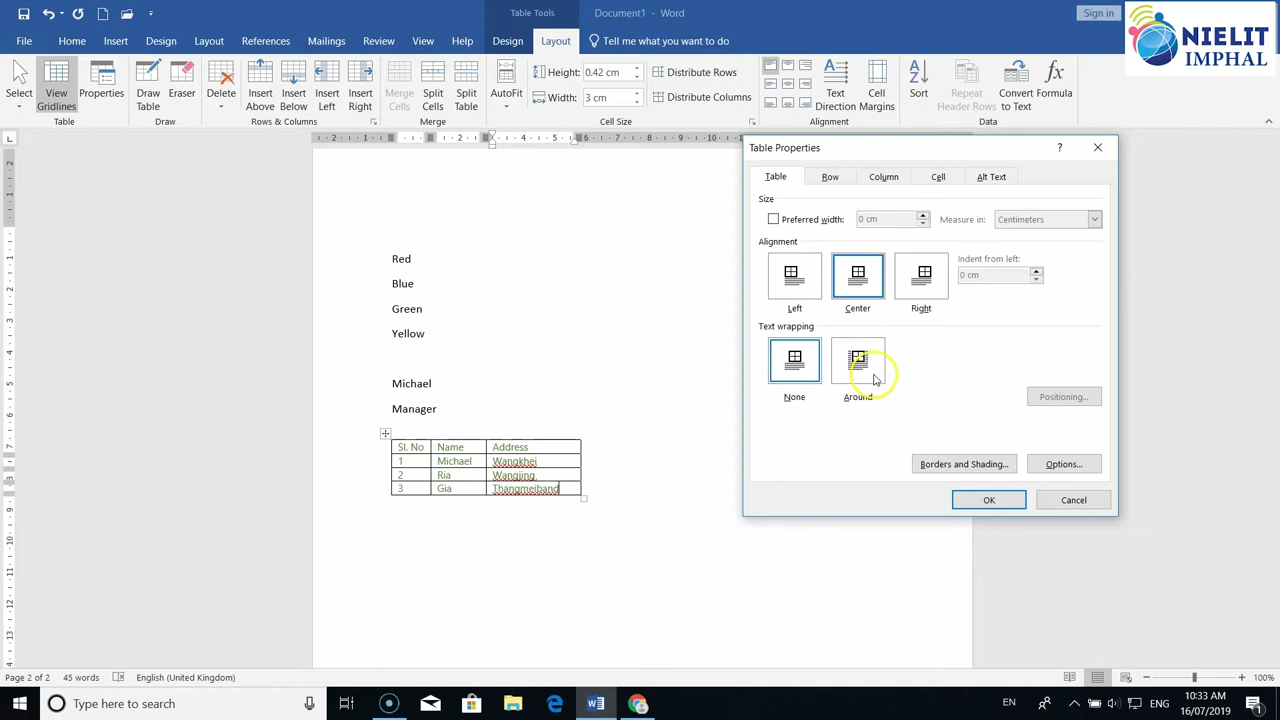 Table Tools
Document1 - Word
Sign in
NIELIT
IMPHAL
File Home Insert Design Layout References Mailings Review View Help Design Layout Tell me what you want to do
Select
View Gridlines
Properties
Draw Table
Eraser
Delete
Insert Above
Insert Below
Insert Left
Insert Right
Merge Cells
Split Cells
Split Table
AutoFit
Height: 0.42 cm
Width: 3 cm
Distribute Rows
Distribute Columns
Text Direction
Cell Margins
Sort
Repeat Header Rows
Convert to Text
Formula
Table Draw Rows & Columns Merge Cell Size Alignment Data
Table Properties
?
Table Row Column Cell Alt Text
Size
Preferred width: 0 cm Measure in: Centimeters
Alignment
Indent from left:
0 cm
Left Center Right
Text wrapping
None Around
Positioning...
Borders and Shading... Options...
OK Cancel
Red
Blue
Green
Yellow
Michael
Manager
Sl. No Name Address
1 Michael Wangkhei
2 Ria Wangjing,
3 Gia Thangmeiband
Page 2 of 2 45 words English (United Kingdom) 100%
Type here to search
EN
ENG
10:33 AM
16/07/2019